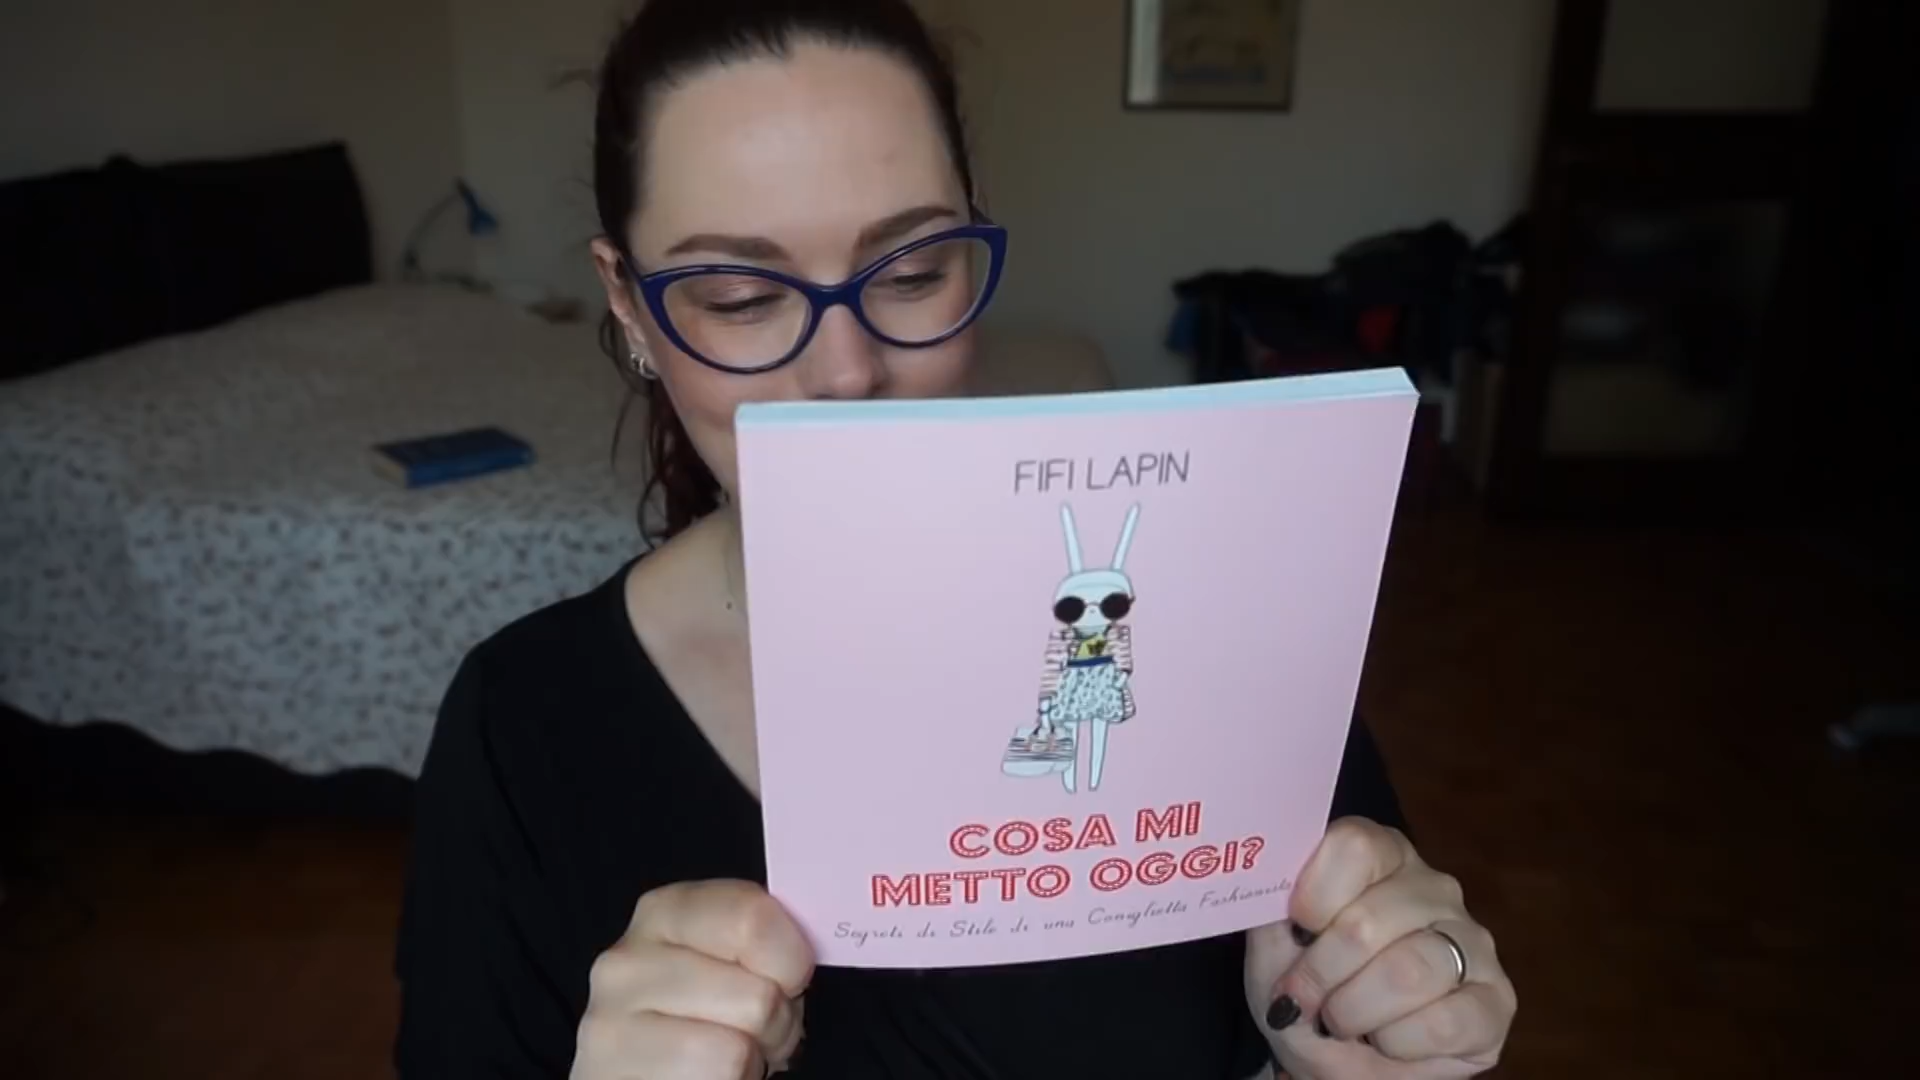 FIFI LAPIN
COSA MI
METTO OGGI?
Segreti di Stile di una Coniglietta Fashionista